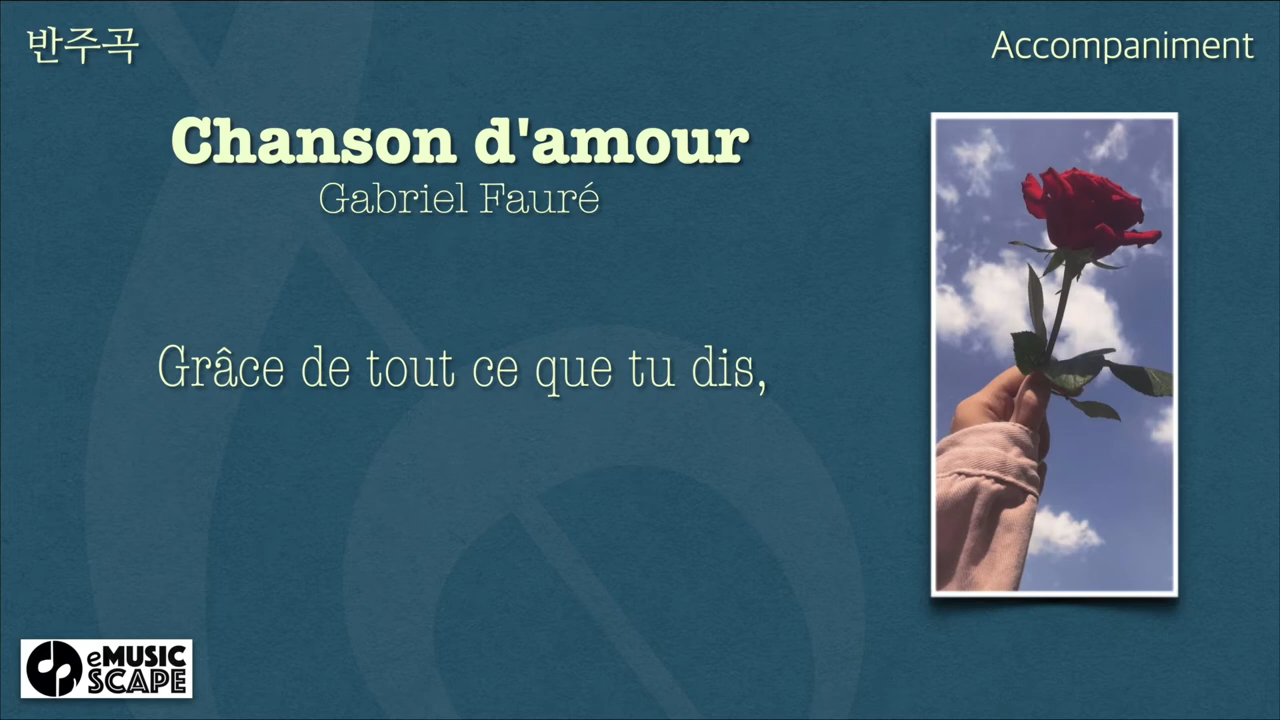 반주곡
Accompaniment
Chanson d'amour
Gabriel Fauré
Grâce de tout ce que tu dis,
eMUSIC
SCAPE